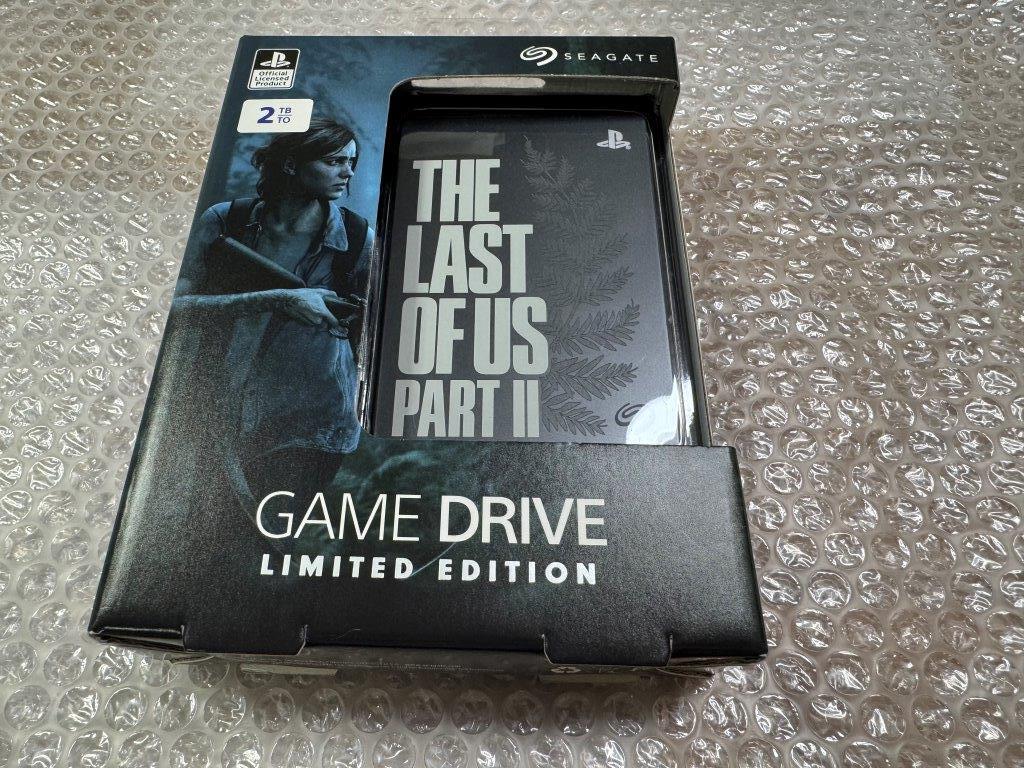 Official
Licensed
Product
SEAGATE
2 TB
TO
THE
LAST
OF US
PART II
GAME DRIVE
LIMITED EDITION